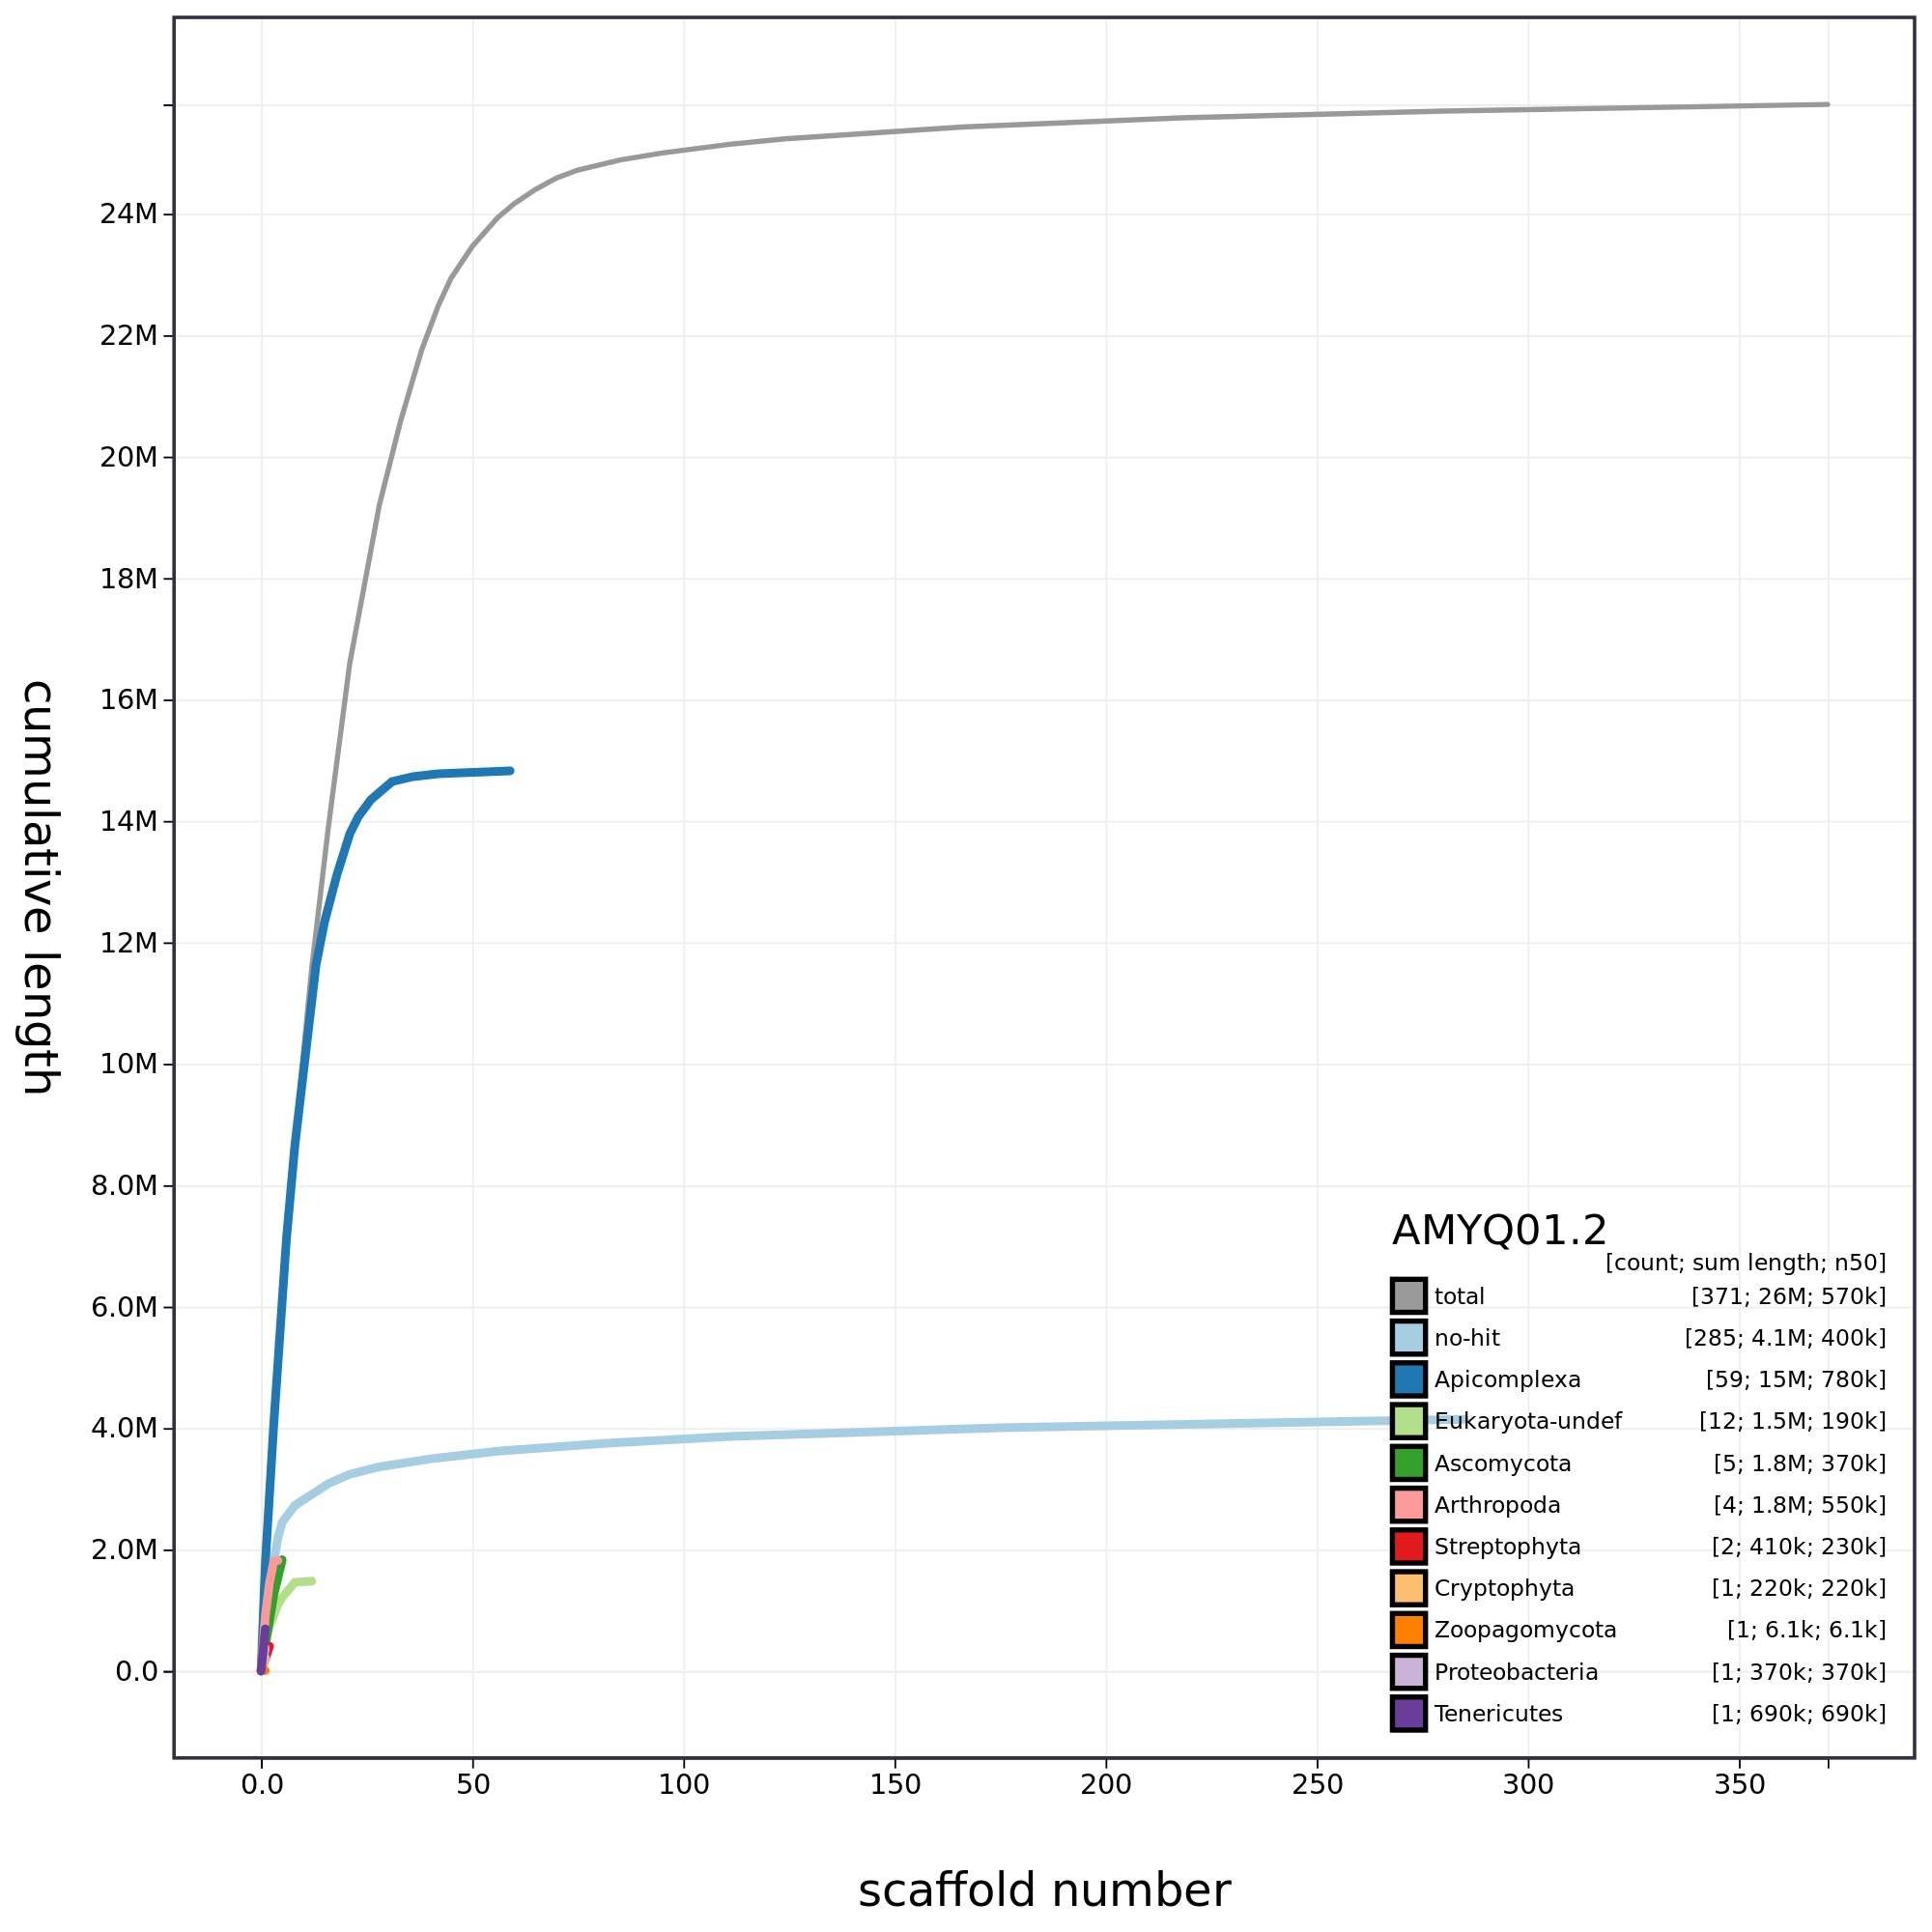 24M
22M
20M
18M
16M
14M
12M
10M
8.0M
6.0M
4.0M
2.0M
0.0
cumulative length
AMYQ01.2
[count; sum length; n50]
total [371; 26M; 570k]
no-hit [285; 4.1M; 400k]
Apicomplexa [59; 15M; 780k]
Eukaryota-undef [12; 1.5M; 190k]
Ascomycota [5; 1.8M; 370k]
Arthropoda [4; 1.8M; 550k]
Streptophyta [2; 410k; 230k]
Cryptophyta [1; 220k; 220k]
Zoopagomycota [1; 6.1k; 6.1k]
Proteobacteria [1; 370k; 370k]
Tenericutes [1; 690k; 690k]
0.0 50 100 150 200 250 300 350
scaffold number